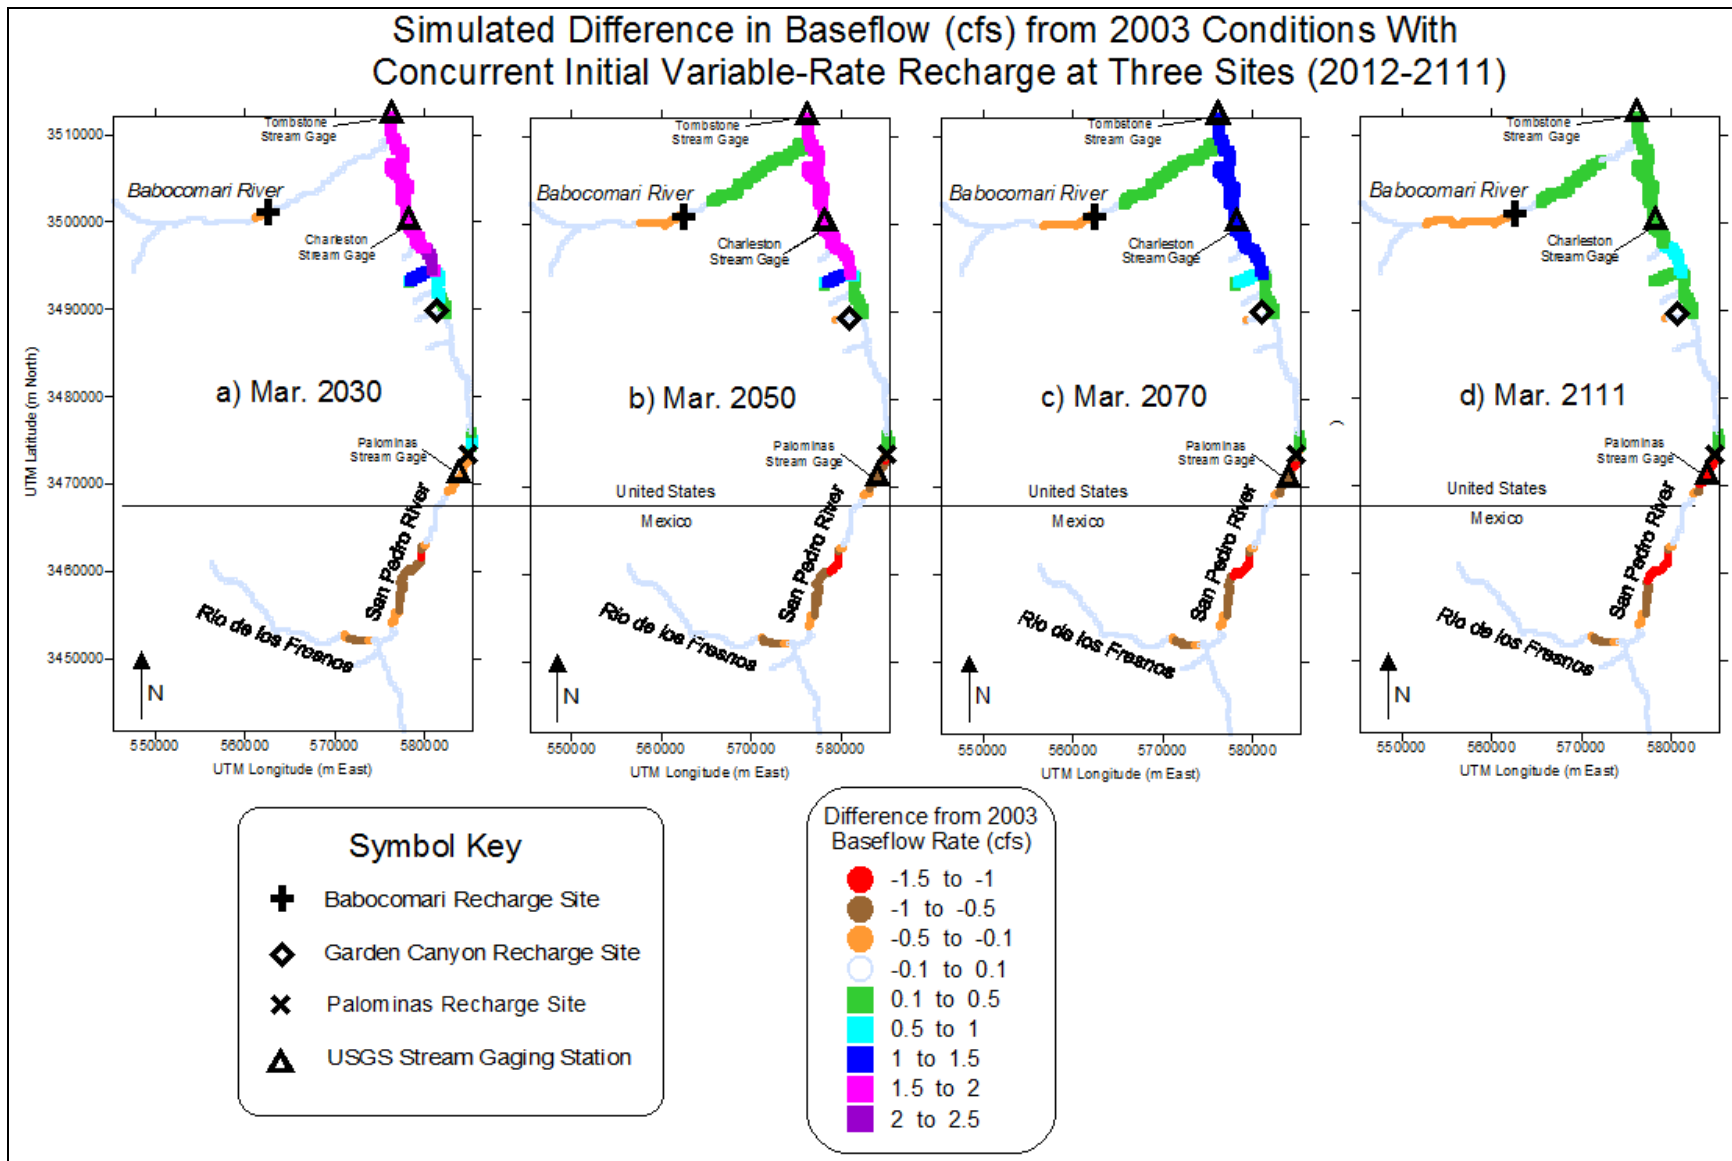 Simulated Difference in Baseflow (cfs) from 2003 Conditions With
Concurrent Initial Variable-Rate Recharge at Three Sites (2012-2111)
UTM Latitude (m North)
3510000
3500000
3490000
3480000
3470000
3460000
3450000
Tombstone
Stream Gage
Babocomari River
Charleston
Stream Gage
a) Mar. 2030
Palominas
Stream Gage
San Pedro River
Rio de los Fresnos
N
550000 560000 570000 580000
UTM Longitude (m East)
Tombstone
Stream Gage
Babocomari River
Charleston
Stream Gage
b) Mar. 2050
Palominas
Stream Gage
United States
Mexico
San Pedro River
Rio de los Fresnos
N
550000 560000 570000 580000
UTM Longitude (m East)
Tombstone
Stream Gage
Babocomari River
Charleston
Stream Gage
c) Mar. 2070
)
Palominas
Stream Gage
United States
Mexico
San Pedro River
Rio de los Fresnos
N
550000 560000 570000 580000
UTM Longitude (m East)
Tombstone
Stream Gage
Babocomari River
Charleston
Stream Gage
d) Mar. 2111
Palominas
Stream Gage
United States
Mexico
San Pedro River
Rio de los Fresnos
N
550000 560000 570000 580000
UTM Longitude (m East)
Symbol Key
Babocomari Recharge Site
Garden Canyon Recharge Site
Palominas Recharge Site
USGS Stream Gaging Station
Difference from 2003
Baseflow Rate (cfs)
-1.5 to -1
-1 to -0.5
-0.5 to -0.1
-0.1 to 0.1
0.1 to 0.5
0.5 to 1
1 to 1.5
1.5 to 2
2 to 2.5